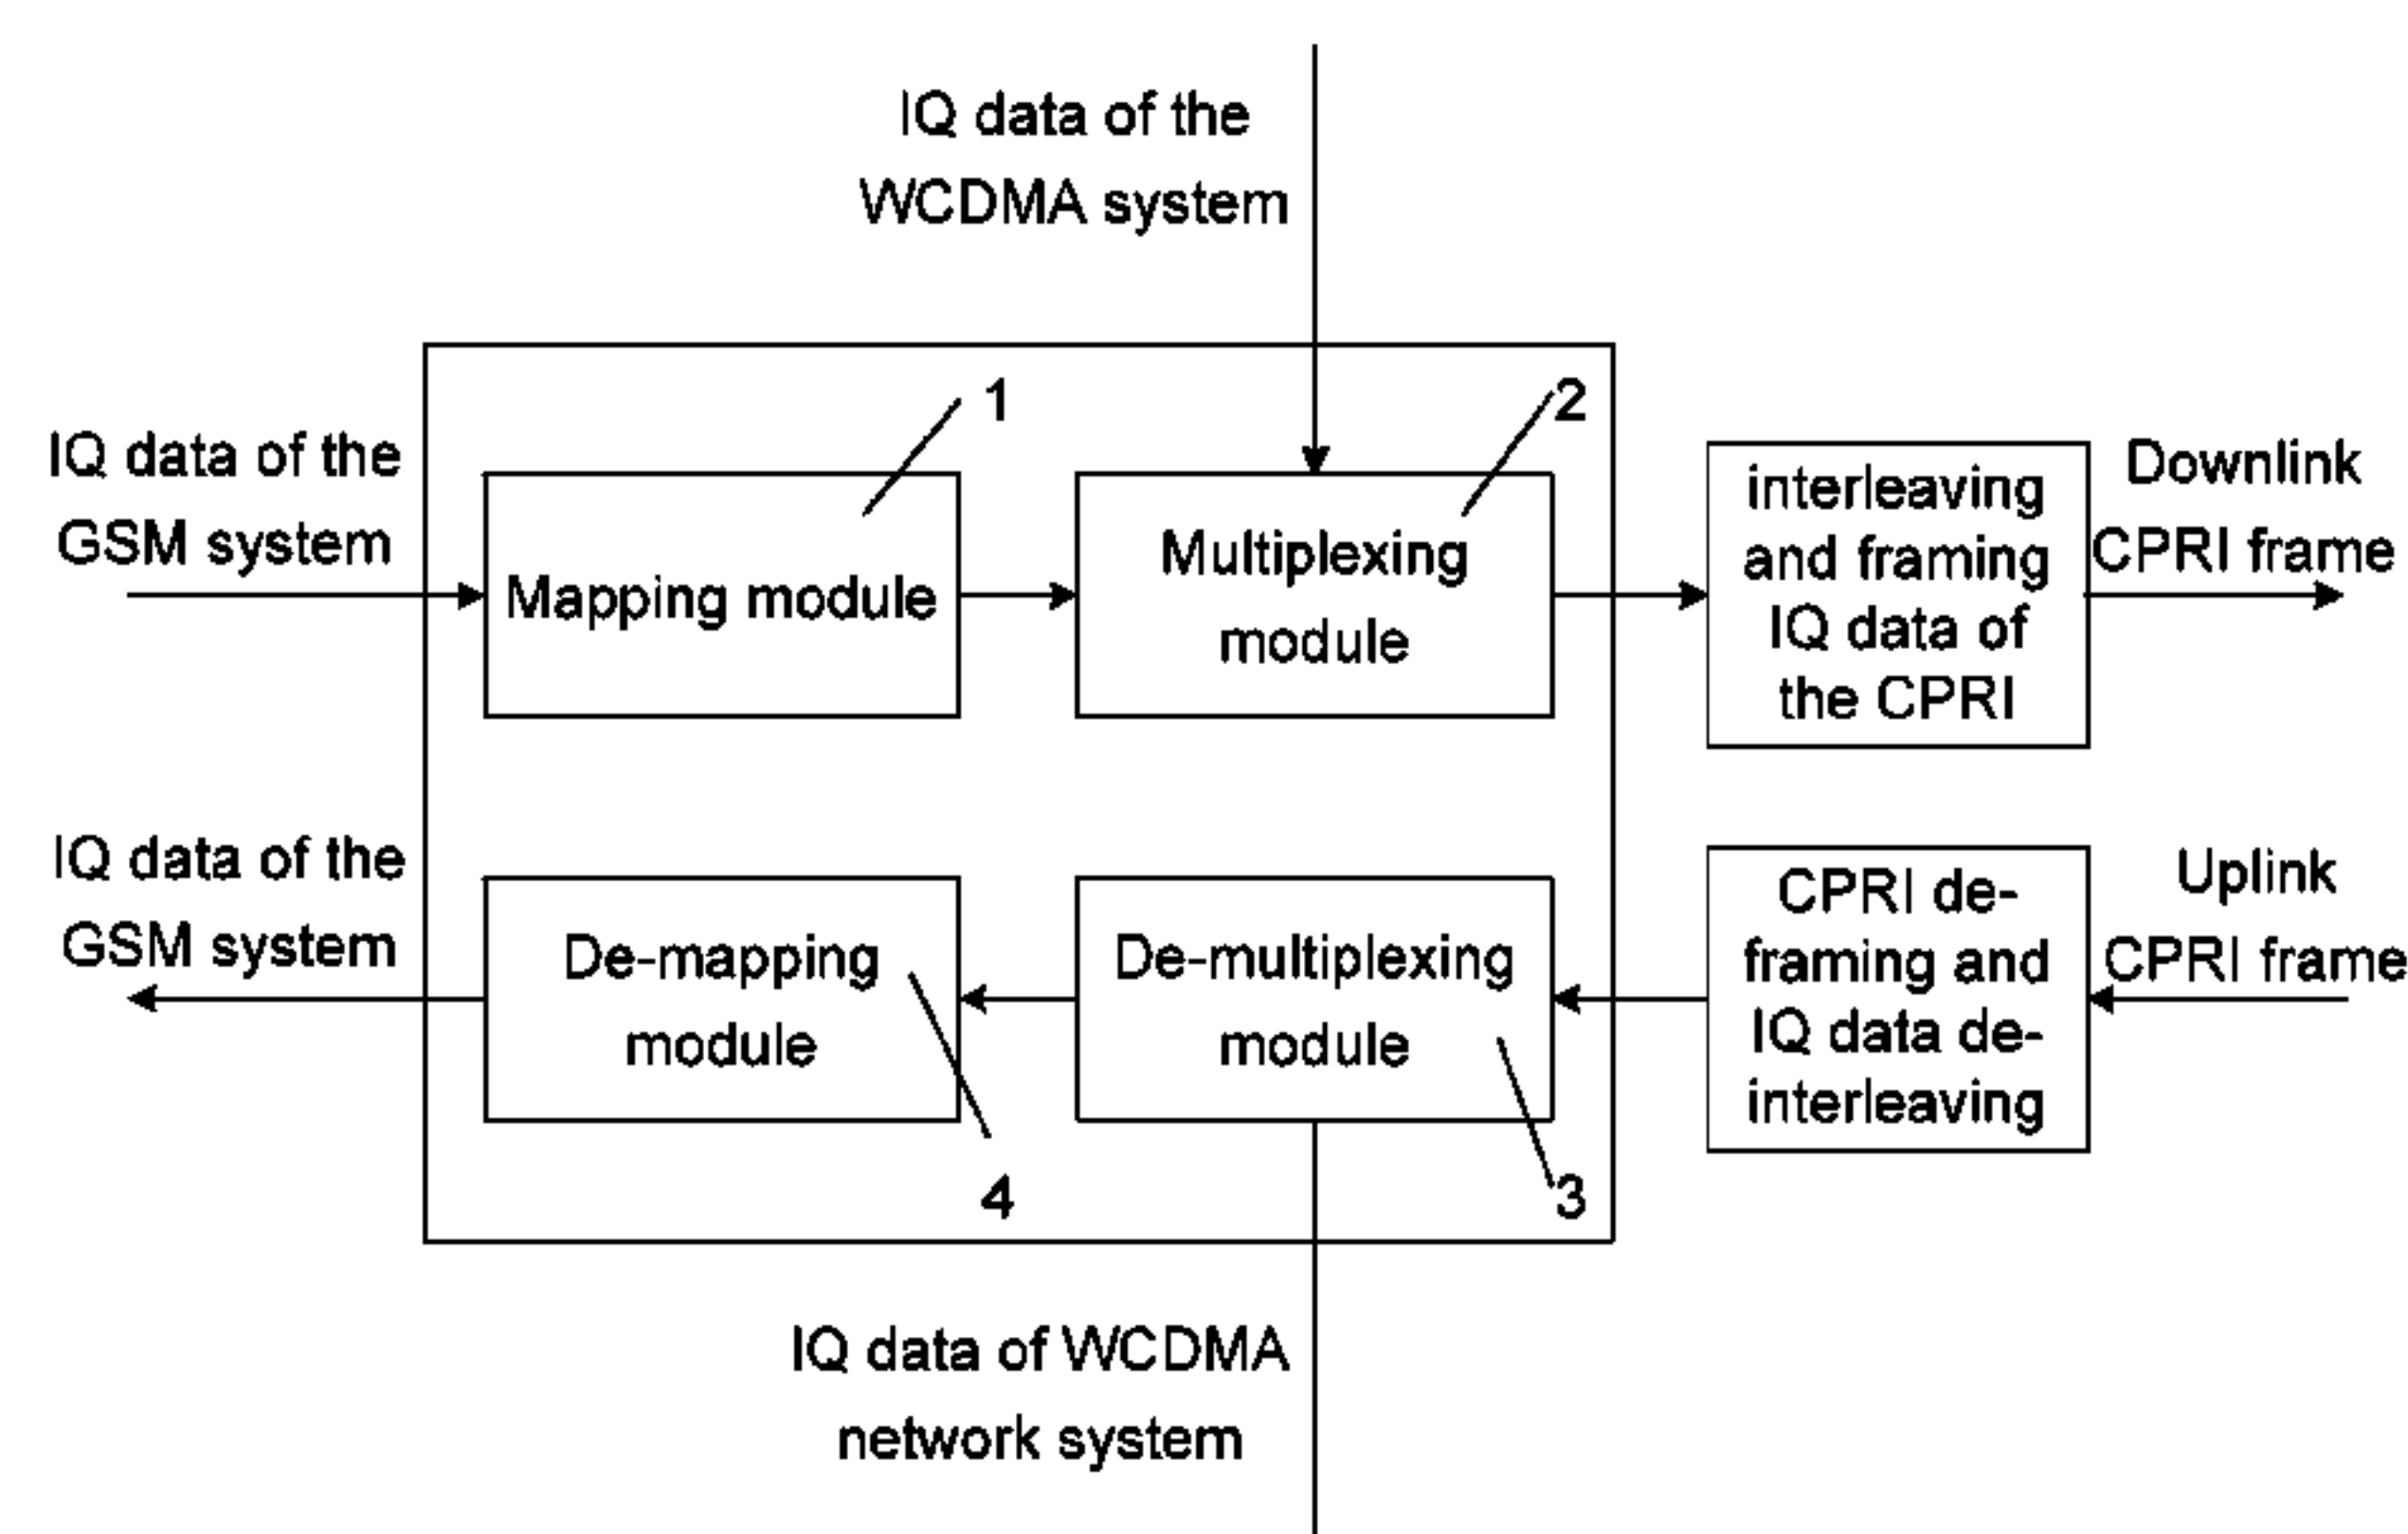 IQ data of the
WCDMA system
1
2
IQ data of the
GSM system
Mapping module
Multiplexing
module
interleaving
and framing
IQ data of
the CPRI
Downlink
CPRI frame
IQ data of the
GSM system
De-mapping
module
4
De-multiplexing
module
3
CPRI de-
framing and
IQ data de-
interleaving
Uplink
CPRI frame
IQ data of WCDMA
network system